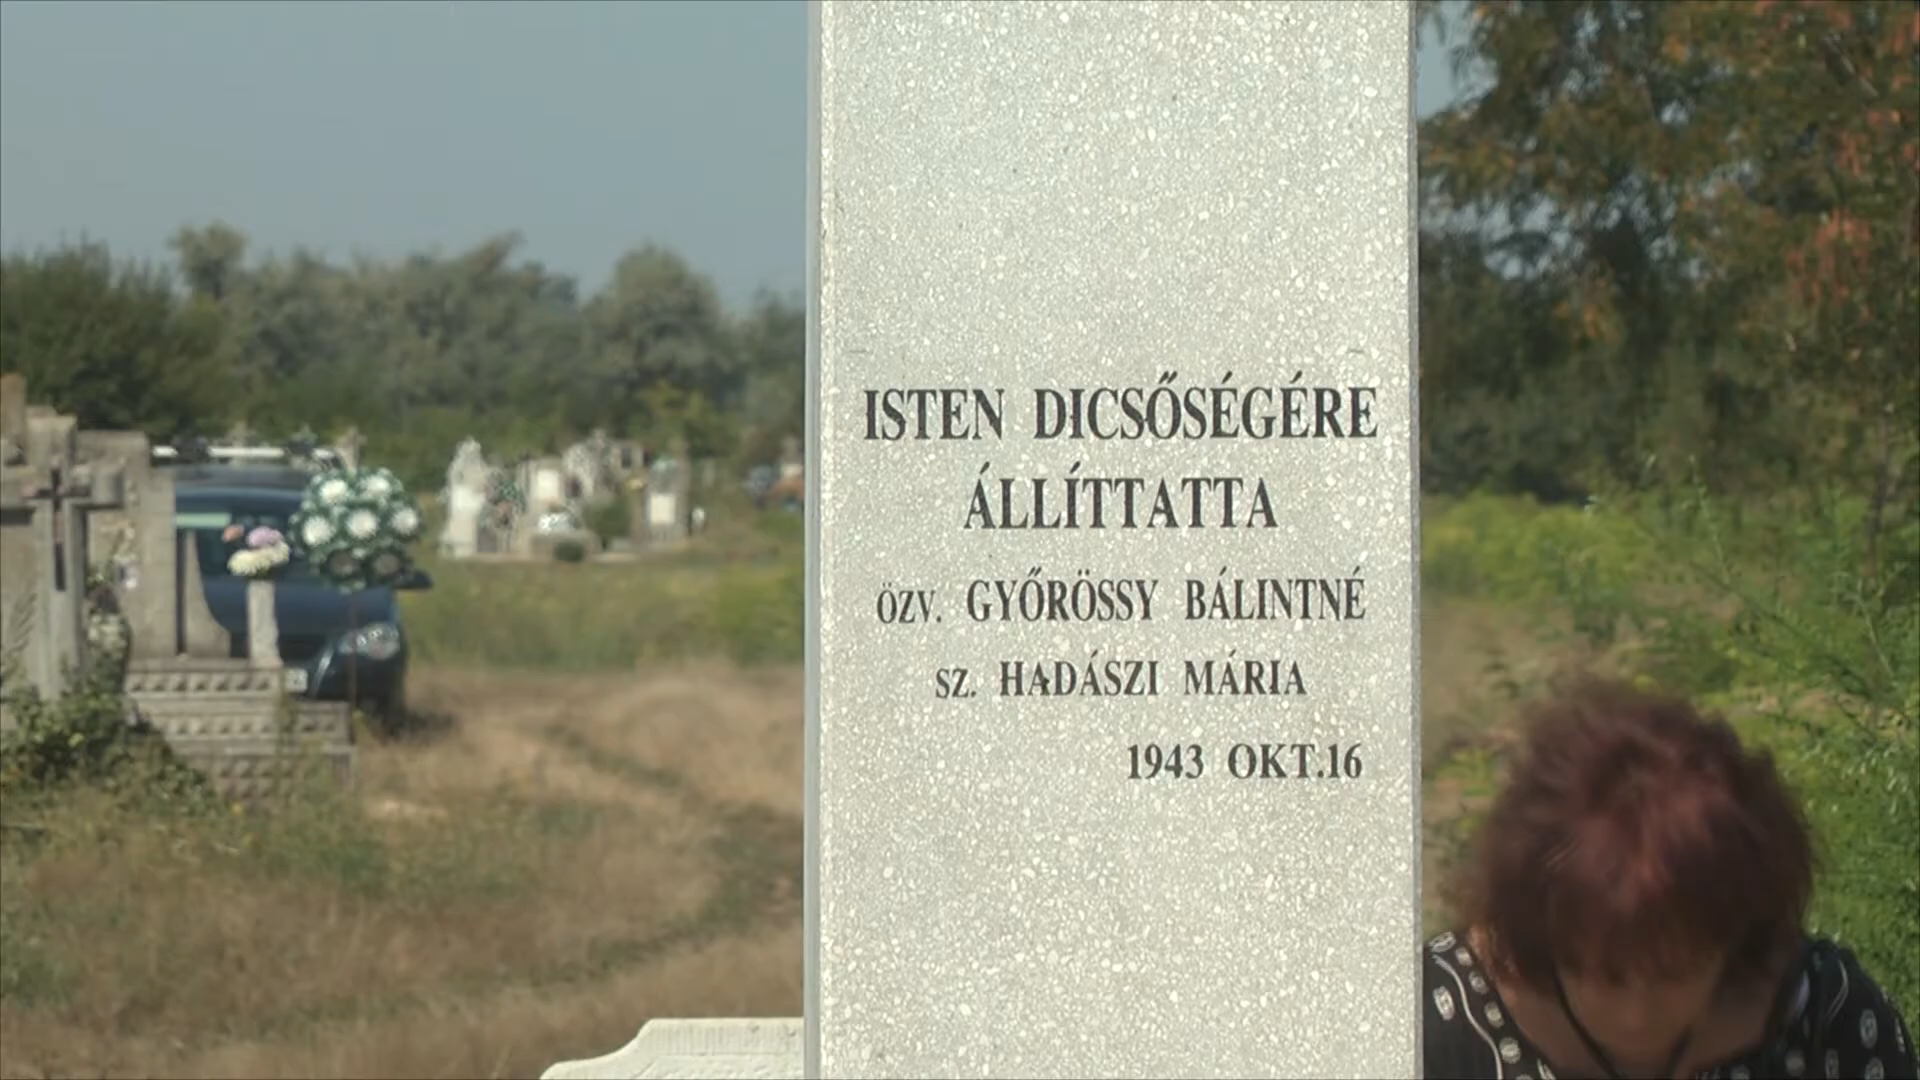 ISTEN DICSŐSÉGÉRE
ÁLLÍTTATTA
ÖZV. GYŐRÖSSY BÁLINTNÉ
SZ. HADÁSZI MÁRIA
1943 OKT.16